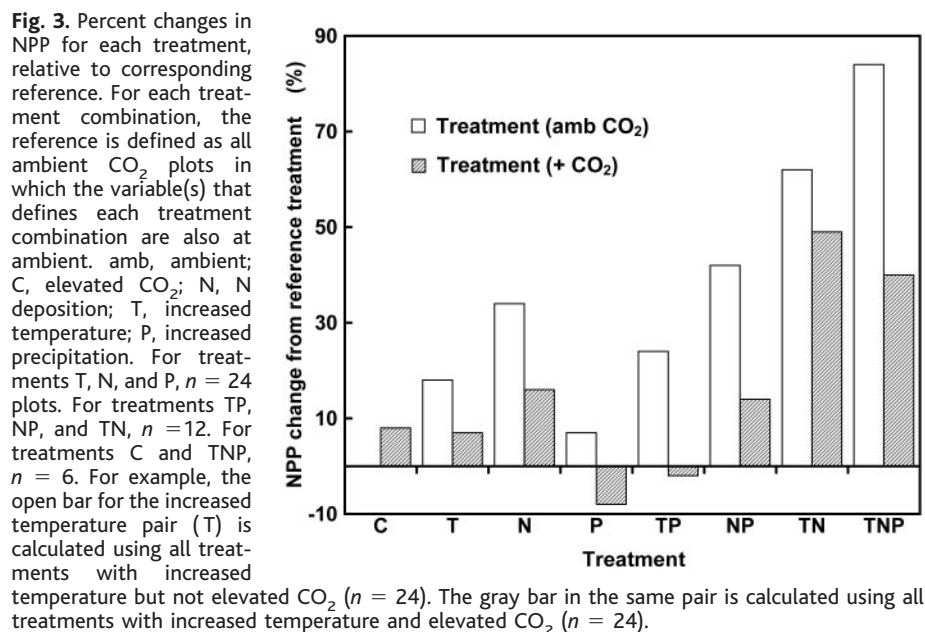 Fig. 3. Percent changes in
NPP for each treatment,
relative to corresponding
reference. For each treat-
ment combination, the
reference is defined as all
ambient CO₂ plots in
which the variable(s) that
defines each treatment
combination are also at
ambient. amb, ambient;
C, elevated CO₂; N, N
deposition; T, increased
temperature; P, increased
precipitation. For treat-
ments T, N, and P, n = 24
plots. For treatments TP,
NP, and TN, n =12. For
treatments C and TNP,
n = 6. For example, the
open bar for the increased
temperature pair (T) is
calculated using all treat-
ments with increased
temperature but not elevated CO₂ (n = 24). The gray bar in the same pair is calculated using all
treatments with increased temperature and elevated CO₂ (n = 24).
NPP change from reference treatment (%)
90
70
50
30
10
-10
Treatment (amb CO₂)
Treatment (+ CO₂)
C T N P TP NP TN TNP
Treatment